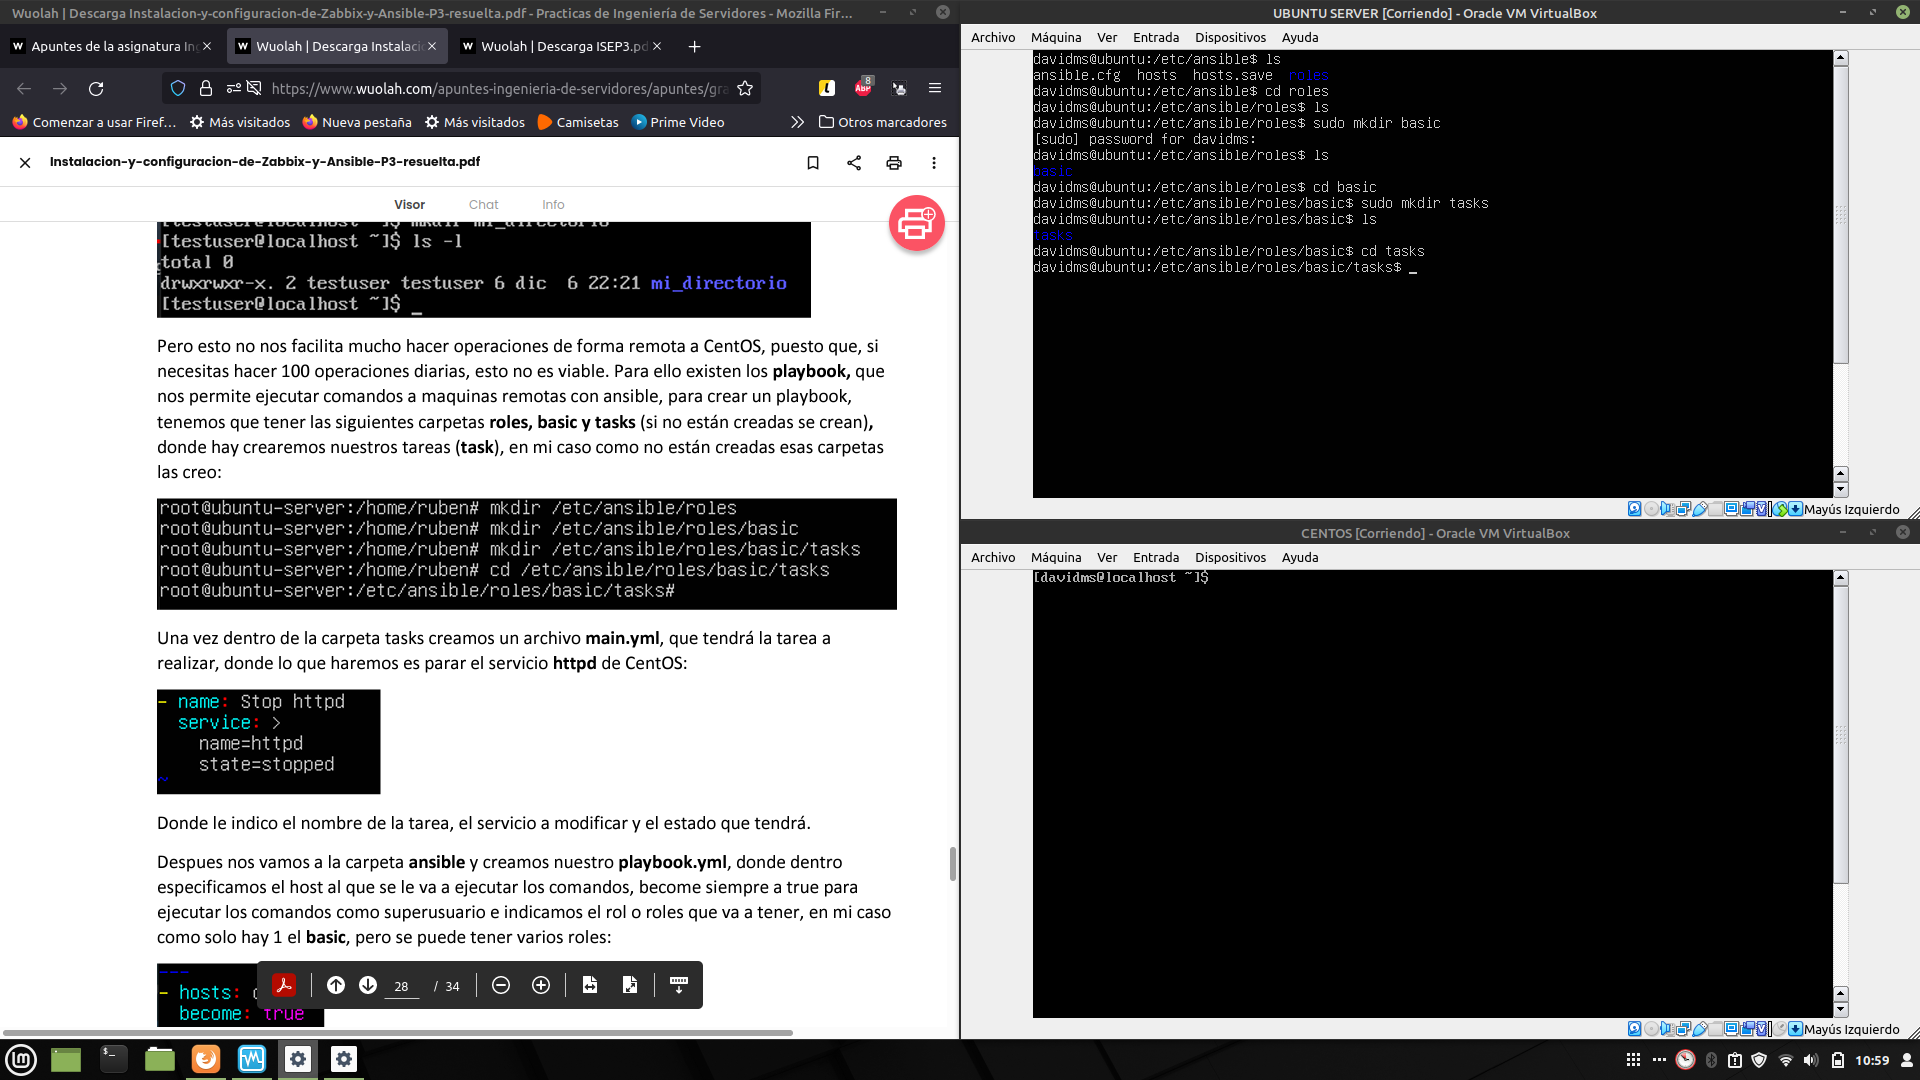 Wuolah | Descarga Instalacion-y-configuracion-de-Zabbix-y-Ansible-P3-resuelta.pdf - Practicas de Ingeniería de Servidores - Mozilla Fir...
Apuntes de la asignatura In
Wuolah | Descarga Instalaci
Wuolah | Descarga ISEP3.pd
https://www.wuolah.com/apuntes-ingenieria-de-servidores/apuntes/gra
8
ABP
Comenzar a usar Firef...
Más visitados
Nueva pestaña
Más visitados
Camisetas
Prime Video
Otros marcadores
Instalacion-y-configuracion-de-Zabbix-y-Ansible-P3-resuelta.pdf
Visor
Chat
Info
[testuser@localhost ~]$ mkdir mi_directorio
[testuser@localhost ~]$ ls -l
total 0
drwxrwxr-x. 2 testuser testuser 6 dic  6 22:21 mi_directorio
[testuser@localhost ~]$ _
Pero esto no nos facilita mucho hacer operaciones de forma remota a CentOS, puesto que, si
necesitas hacer 100 operaciones diarias, esto no es viable. Para ello existen los playbook, que
nos permite ejecutar comandos a maquinas remotas con ansible, para crear un playbook,
tenemos que tener las siguientes carpetas roles, basic y tasks (si no están creadas se crean),
donde hay crearemos nuestros tareas (task), en mi caso como no están creadas esas carpetas
las creo:
root@ubuntu-server:/home/ruben# mkdir /etc/ansible/roles
root@ubuntu-server:/home/ruben# mkdir /etc/ansible/roles/basic
root@ubuntu-server:/home/ruben# mkdir /etc/ansible/roles/basic/tasks
root@ubuntu-server:/home/ruben# cd /etc/ansible/roles/basic/tasks
root@ubuntu-server:/etc/ansible/roles/basic/tasks#
Una vez dentro de la carpeta tasks creamos un archivo main.yml, que tendrá la tarea a
realizar, donde lo que haremos es parar el servicio httpd de CentOS:
- name: Stop httpd
  service: >
    name=httpd
    state=stopped
~
Donde le indico el nombre de la tarea, el servicio a modificar y el estado que tendrá.
Despues nos vamos a la carpeta ansible y creamos nuestro playbook.yml, donde dentro
especificamos el host al que se le va a ejecutar los comandos, become siempre a true para
ejecutar los comandos como superusuario e indicamos el rol o roles que va a tener, en mi caso
como solo hay 1 el basic, pero se puede tener varios roles:
---
- hosts:
  become: true
28 / 34
UBUNTU SERVER [Corriendo] - Oracle VM VirtualBox
Archivo Máquina Ver Entrada Dispositivos Ayuda
davidms@ubuntu:/etc/ansible$ ls
ansible.cfg  hosts  hosts.save  roles
davidms@ubuntu:/etc/ansible$ cd roles
davidms@ubuntu:/etc/ansible/roles$ ls
davidms@ubuntu:/etc/ansible/roles$ sudo mkdir basic
[sudo] password for davidms:
davidms@ubuntu:/etc/ansible/roles$ ls
basic
davidms@ubuntu:/etc/ansible/roles$ cd basic
davidms@ubuntu:/etc/ansible/roles/basic$ sudo mkdir tasks
davidms@ubuntu:/etc/ansible/roles/basic$ ls
tasks
davidms@ubuntu:/etc/ansible/roles/basic$ cd tasks
davidms@ubuntu:/etc/ansible/roles/basic/tasks$ _
Mayús Izquierdo
CENTOS [Corriendo] - Oracle VM VirtualBox
Archivo Máquina Ver Entrada Dispositivos Ayuda
[davidms@localhost ~]$
Mayús Izquierdo
10:59